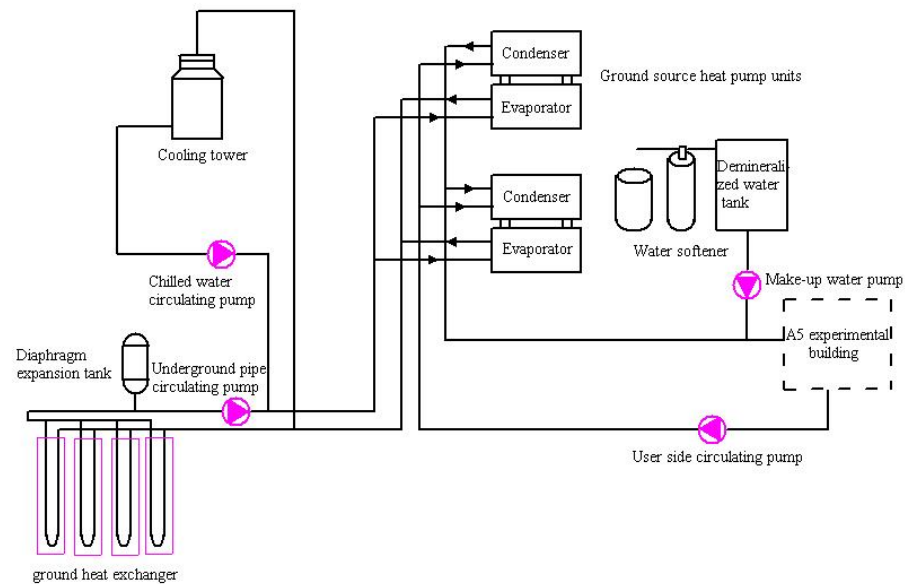 Condenser
Ground source heat pump units
Evaporator
Cooling tower
Deminerali-
zed water
tank
Condenser
Evaporator
Water softener
Chilled water
circulating pump
Make-up water pump
A5 experimental
building
Diaphragm
expansion tank
Underground pipe
circulating pump
User side circulating pump
ground heat exchanger